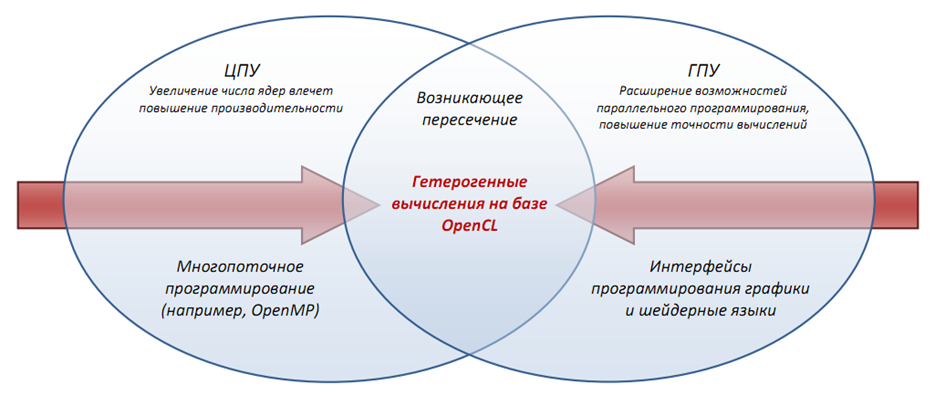 ЦПУ
Увеличение числа ядер влечет
повышение производительности
Многопоточное
программирование
(например, OpenMP)
Возникающее
пересечение
Гетерогенные
вычисления на базе
OpenCL
ГПУ
Расширение возможностей
параллельного программирования,
повышение точности вычислений
Интерфейсы
программирования графики
и шейдерные языки